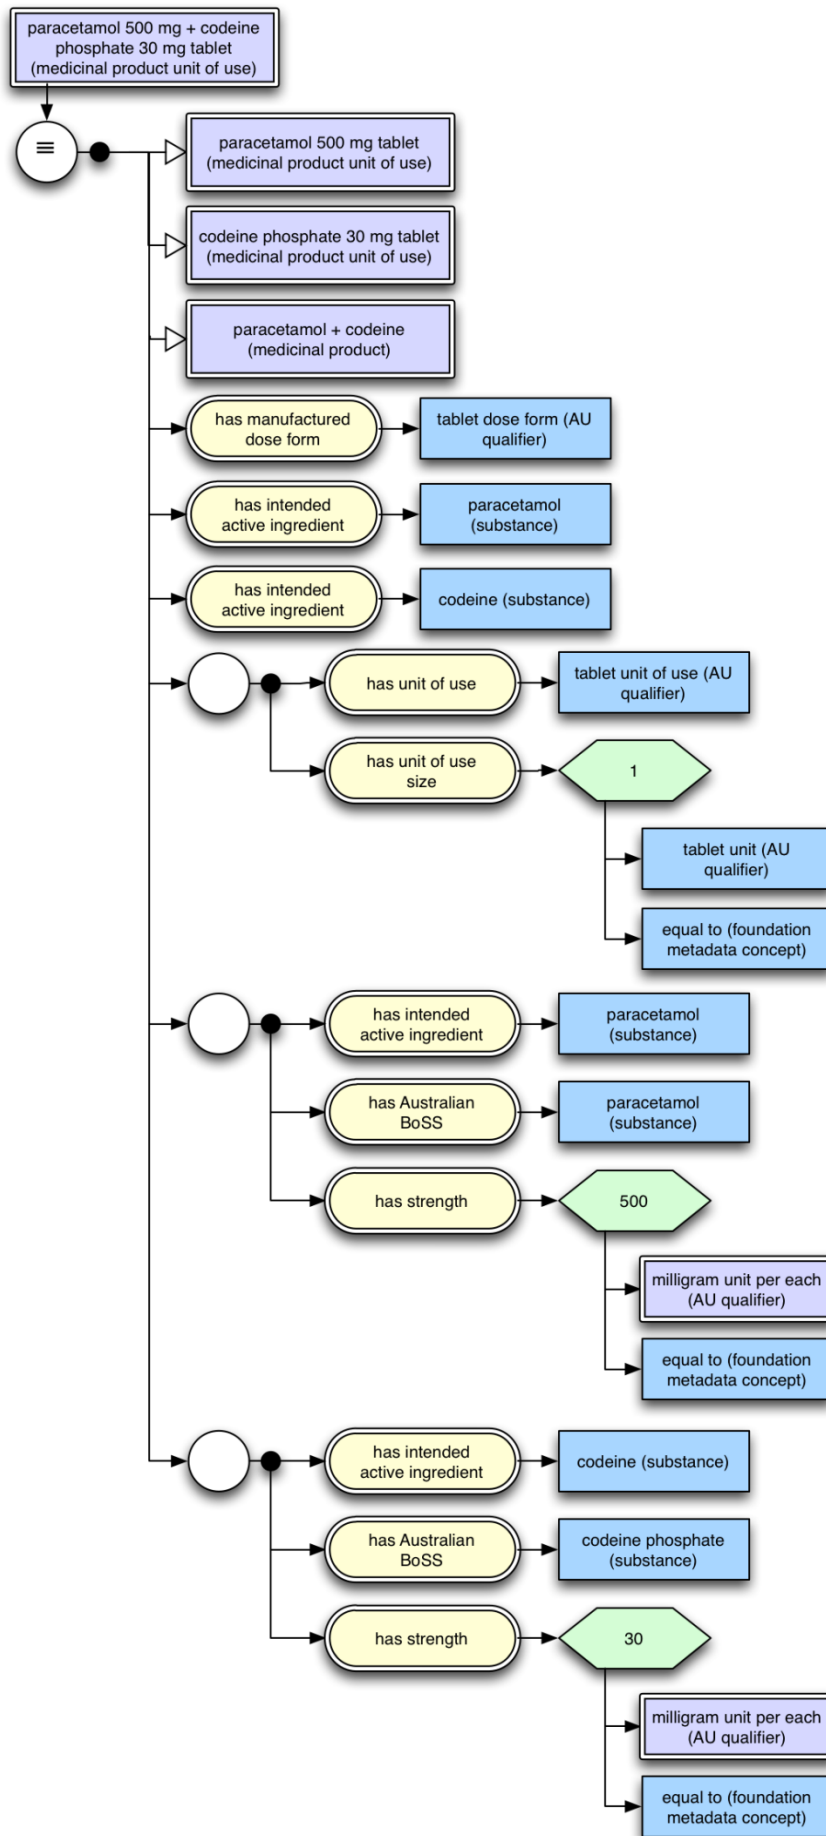 paracetamol 500 mg + codeine
phosphate 30 mg tablet
(medicinal product unit of use)
≡
paracetamol 500 mg tablet
(medicinal product unit of use)
codeine phosphate 30 mg tablet
(medicinal product unit of use)
paracetamol + codeine
(medicinal product)
has manufactured
dose form
tablet dose form (AU
qualifier)
has intended
active ingredient
paracetamol
(substance)
has intended
active ingredient
codeine (substance)
has unit of use
tablet unit of use (AU
qualifier)
has unit of use
size
1
tablet unit (AU
qualifier)
equal to (foundation
metadata concept)
has intended
active ingredient
paracetamol
(substance)
has Australian
BoSS
paracetamol
(substance)
has strength
500
milligram unit per each
(AU qualifier)
equal to (foundation
metadata concept)
has intended
active ingredient
codeine (substance)
has Australian
BoSS
codeine phosphate
(substance)
has strength
30
milligram unit per each
(AU qualifier)
equal to (foundation
metadata concept)